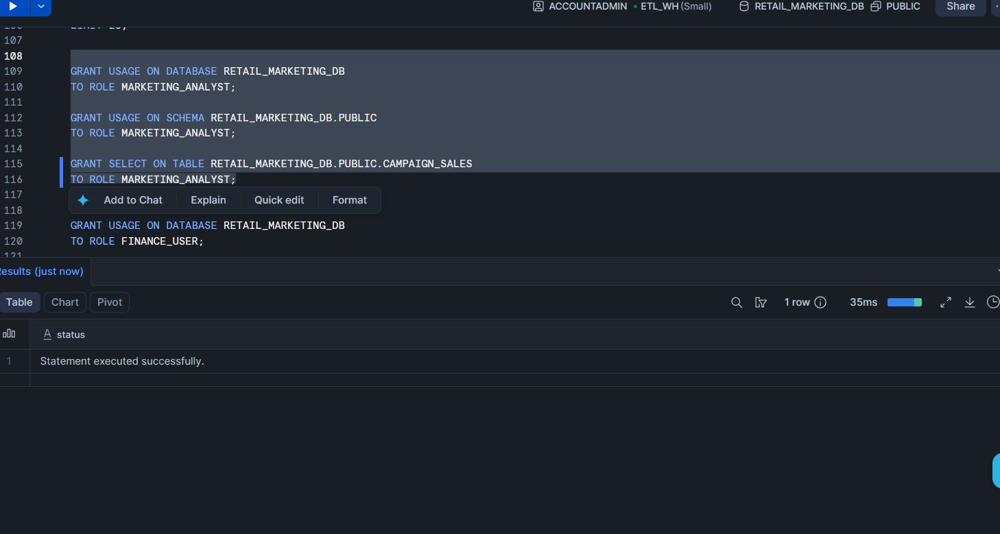 ACCOUNTADMIN ETL_WH (Small) RETAIL_MARKETING_DB PUBLIC Share
107
108
109 GRANT USAGE ON DATABASE RETAIL_MARKETING_DB
110 TO ROLE MARKETING_ANALYST;
111
112 GRANT USAGE ON SCHEMA RETAIL_MARKETING_DB.PUBLIC
113 TO ROLE MARKETING_ANALYST;
114
115 GRANT SELECT ON TABLE RETAIL_MARKETING_DB.PUBLIC.CAMPAIGN_SALES
116 TO ROLE MARKETING_ANALYST;
117 Add to Chat Explain Quick edit Format
118
119 GRANT USAGE ON DATABASE RETAIL_MARKETING_DB
120 TO ROLE FINANCE_USER;
121
Results (just now)
Table Chart Pivot 1 row 35ms
A status
1 Statement executed successfully.